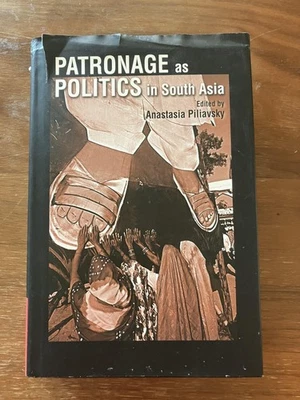 PATRONAGE as
POLITICS in South Asia
Edited by
Anastasia Piliavsky